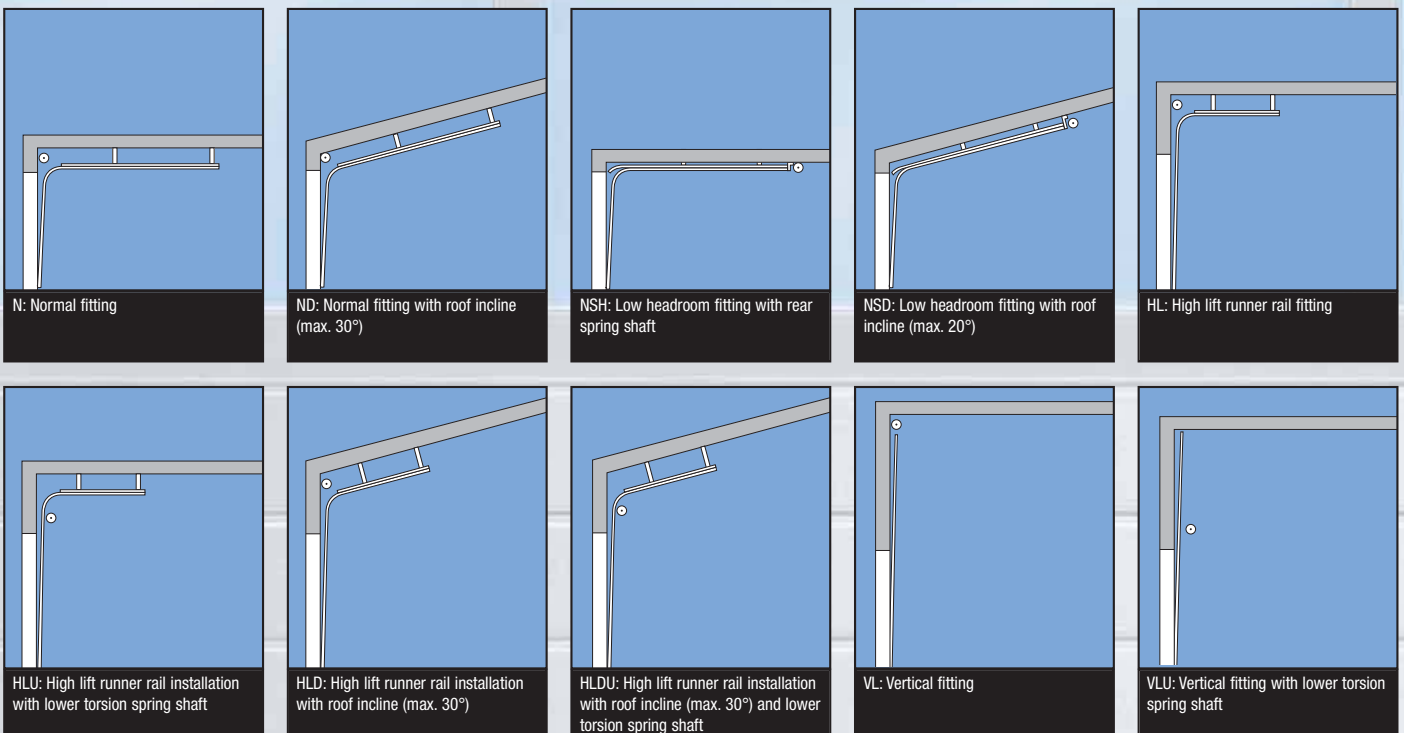 N: Normal fitting
ND: Normal fitting with roof incline
(max. 30°)
NSH: Low headroom fitting with rear
spring shaft
NSD: Low headroom fitting with roof
incline (max. 20°)
HL: High lift runner rail fitting
HLU: High lift runner rail installation
with lower torsion spring shaft
HLD: High lift runner rail installation
with roof incline (max. 30°)
HLDU: High lift runner rail installation
with roof incline (max. 30°) and lower
torsion spring shaft
VL: Vertical fitting
VLU: Vertical fitting with lower torsion
spring shaft